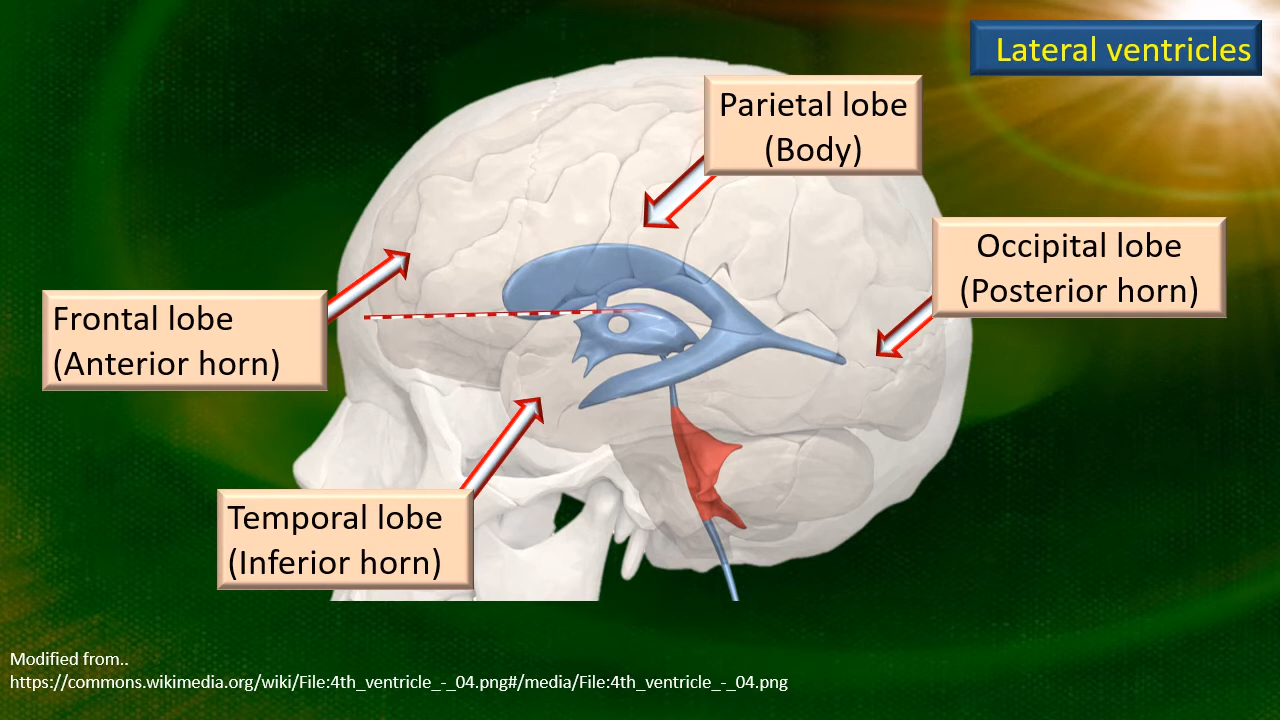 Lateral ventricles
Parietal lobe
(Body)
Occipital lobe
(Posterior horn)
Frontal lobe
(Anterior horn)
Temporal lobe
(Inferior horn)
Modified from..
https://commons.wikimedia.org/wiki/File:4th_ventricle_-_04.png#/media/File:4th_ventricle_-_04.png